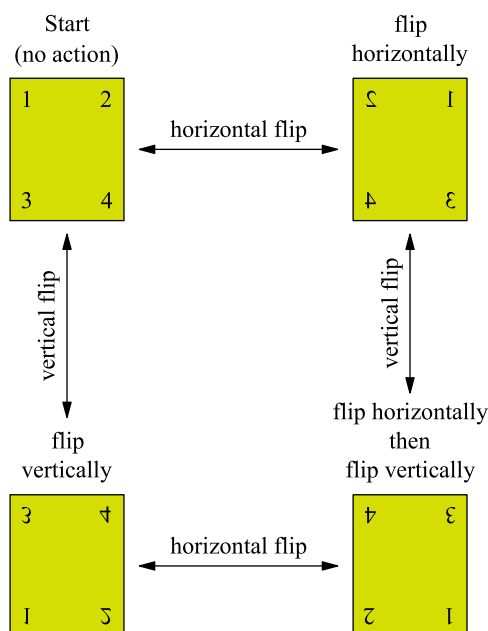 Start
(no action)
flip
horizontally
1 2
2 1
horizontal flip
3 4
4 3
vertical flip
vertical flip
flip
vertically
flip horizontally
then
flip vertically
3 4
4 3
horizontal flip
1 2
2 1